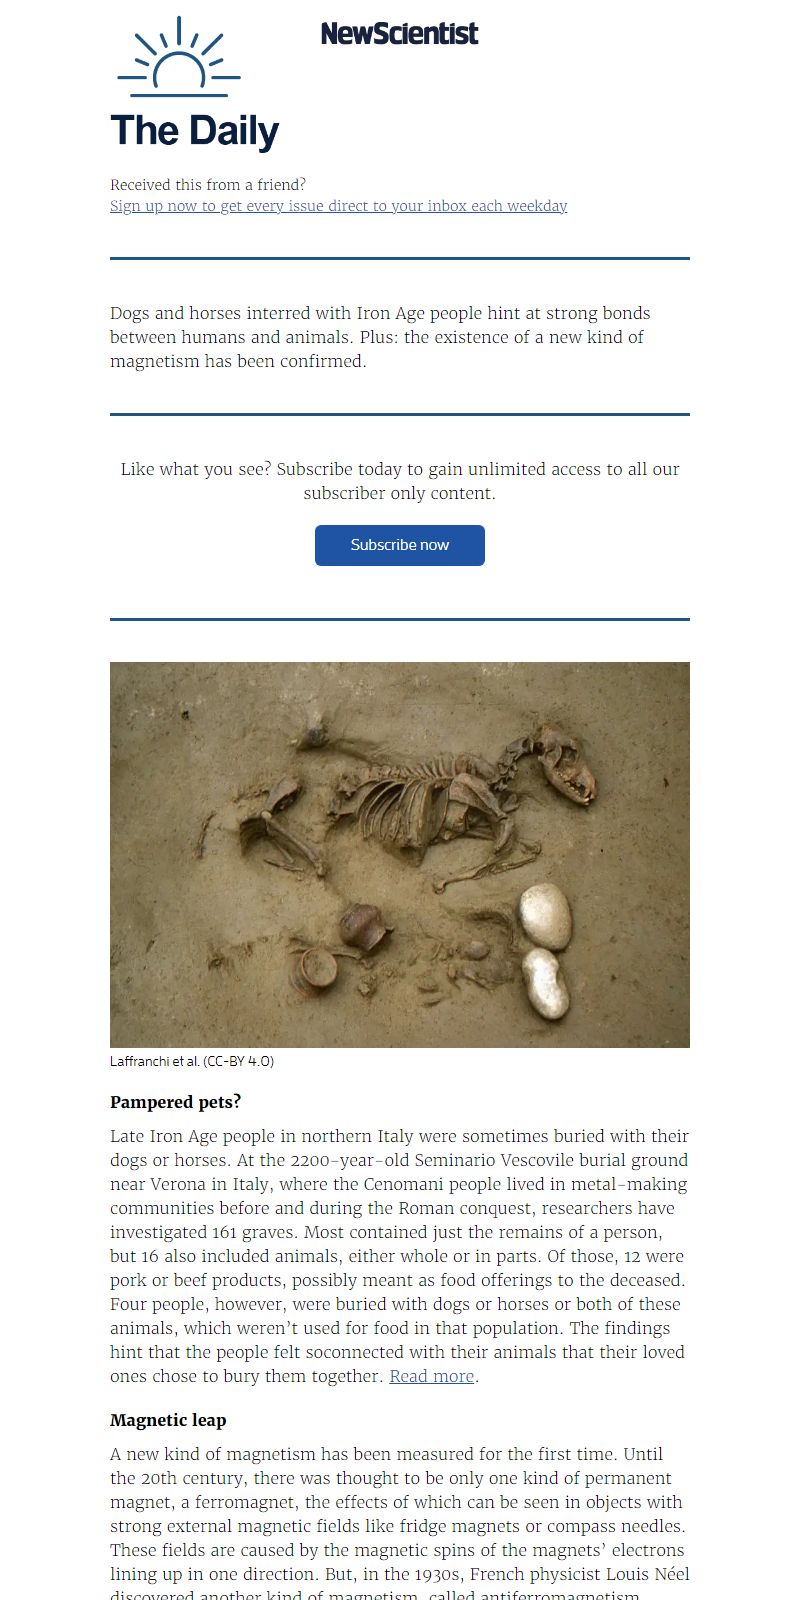 NewScientist
The Daily
Received this from a friend?
Sign up now to get every issue direct to your inbox each weekday
Dogs and horses interred with Iron Age people hint at strong bonds
between humans and animals. Plus: the existence of a new kind of
magnetism has been confirmed.
Like what you see? Subscribe today to gain unlimited access to all our
subscriber only content.
Subscribe now
Laffranchi et al. (CC-BY 4.0)
Pampered pets?
Late Iron Age people in northern Italy were sometimes buried with their
dogs or horses. At the 2200-year-old Seminario Vescovile burial ground
near Verona in Italy, where the Cenomani people lived in metal-making
communities before and during the Roman conquest, researchers have
investigated 161 graves. Most contained just the remains of a person,
but 16 also included animals, either whole or in parts. Of those, 12 were
pork or beef products, possibly meant as food offerings to the deceased.
Four people, however, were buried with dogs or horses or both of these
animals, which weren’t used for food in that population. The findings
hint that the people felt soconnected with their animals that their loved
ones chose to bury them together. Read more.
Magnetic leap
A new kind of magnetism has been measured for the first time. Until
the 20th century, there was thought to be only one kind of permanent
magnet, a ferromagnet, the effects of which can be seen in objects with
strong external magnetic fields like fridge magnets or compass needles.
These fields are caused by the magnetic spins of the magnets’ electrons
lining up in one direction. But, in the 1930s, French physicist Louis Néel
discovered another kind of magnetism, called antiferromagnetism,